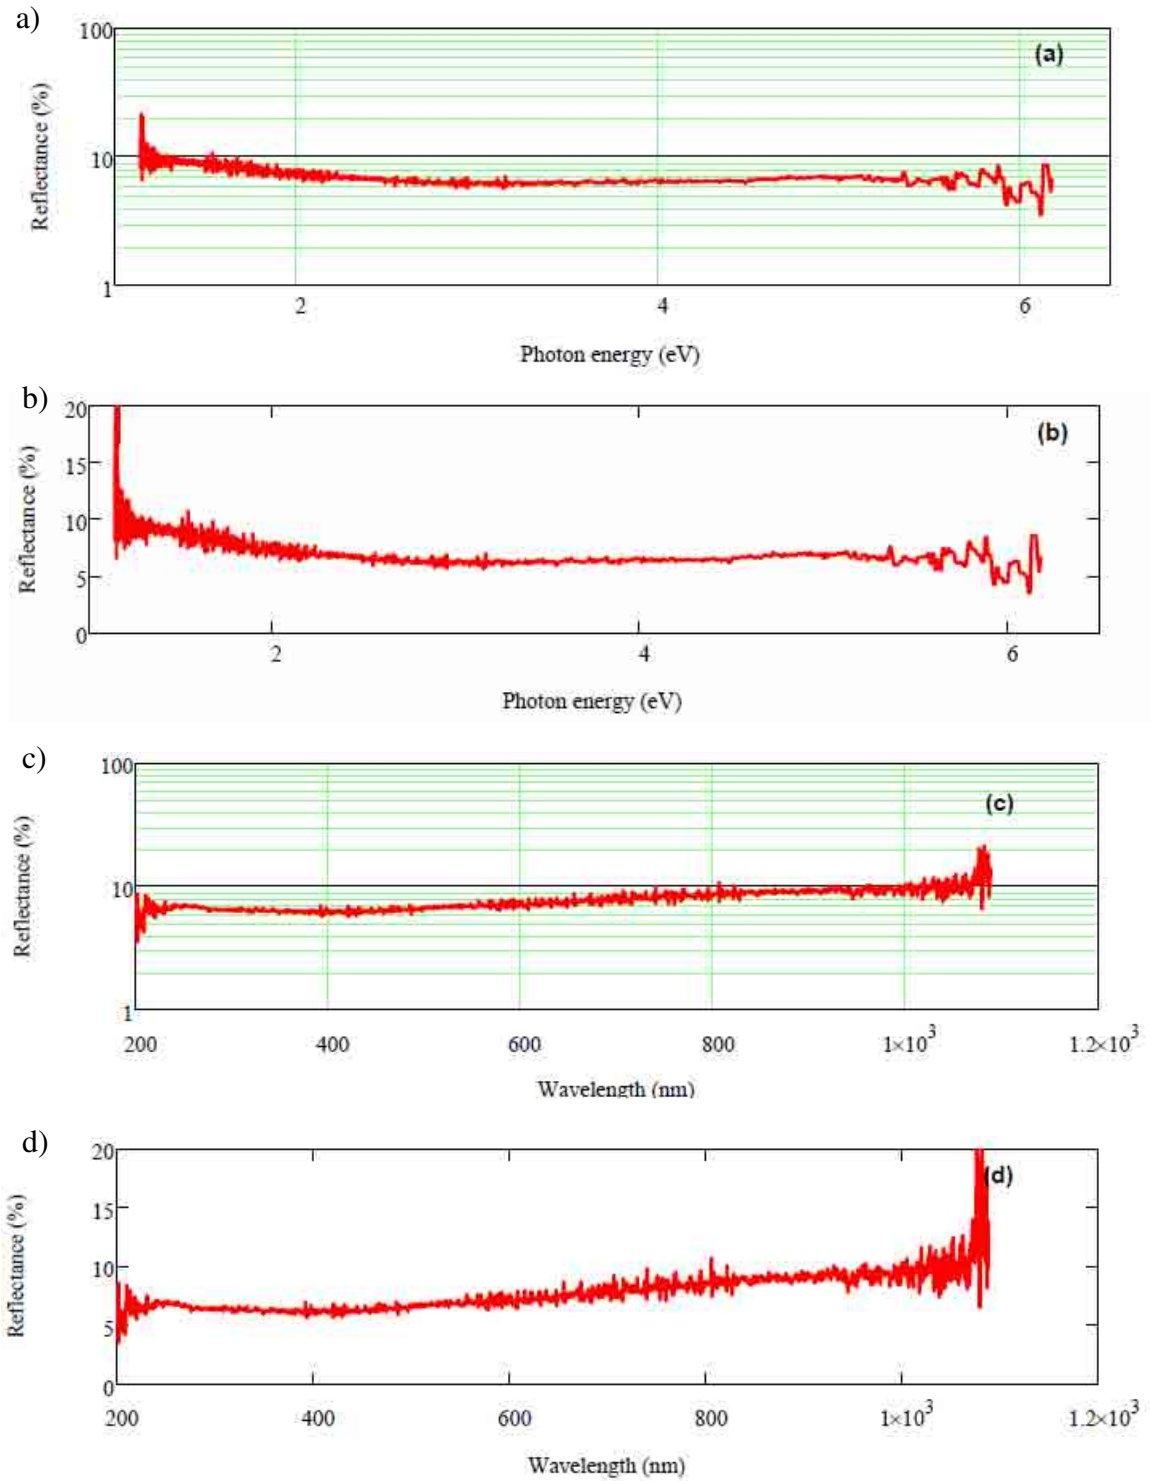 a)
100
(a)
Reflectance (%)
10
1
2
4
6
Photon energy (eV)
b)
20
(b)
15
Reflectance (%)
10
5
0
2
4
6
Photon energy (eV)
c)
100
(c)
Reflectance (%)
10
1
200
400
600
800
1×10³
1.2×10³
Wavelength (nm)
d)
20
(d)
15
Reflectance (%)
10
5
0
200
400
600
800
1×10³
1.2×10³
Wavelength (nm)